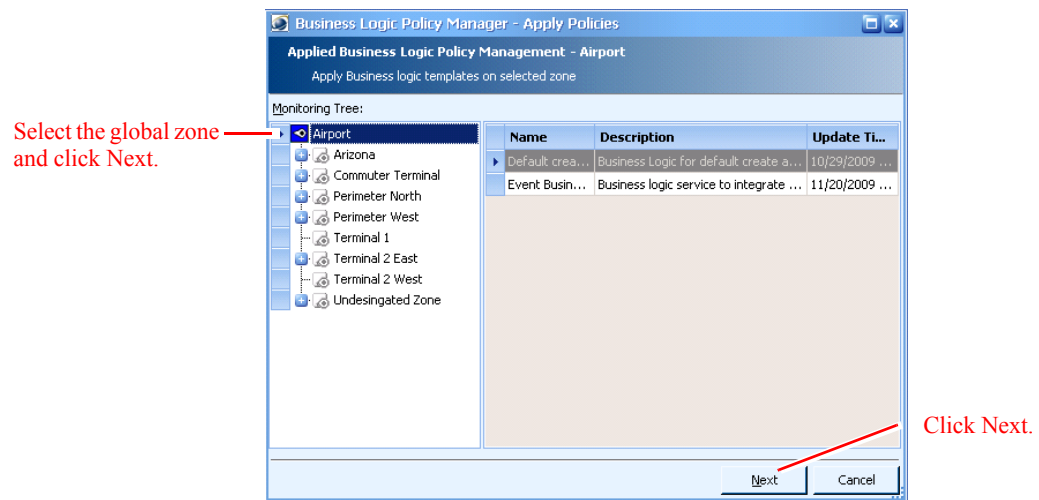 Business Logic Policy Manager - Apply Policies
Applied Business Logic Policy Management - Airport
Apply Business logic templates on selected zone
Monitoring Tree:
Select the global zone
and click Next.
Airport
Arizona
Commuter Terminal
Perimeter North
Perimeter West
Terminal 1
Terminal 2 East
Terminal 2 West
Undesingated Zone
Name Description Update Ti...
Default crea... Business Logic for default create a... 10/29/2009 ...
Event Busin... Business logic service to integrate ... 11/20/2009 ...
Click Next.
Next Cancel